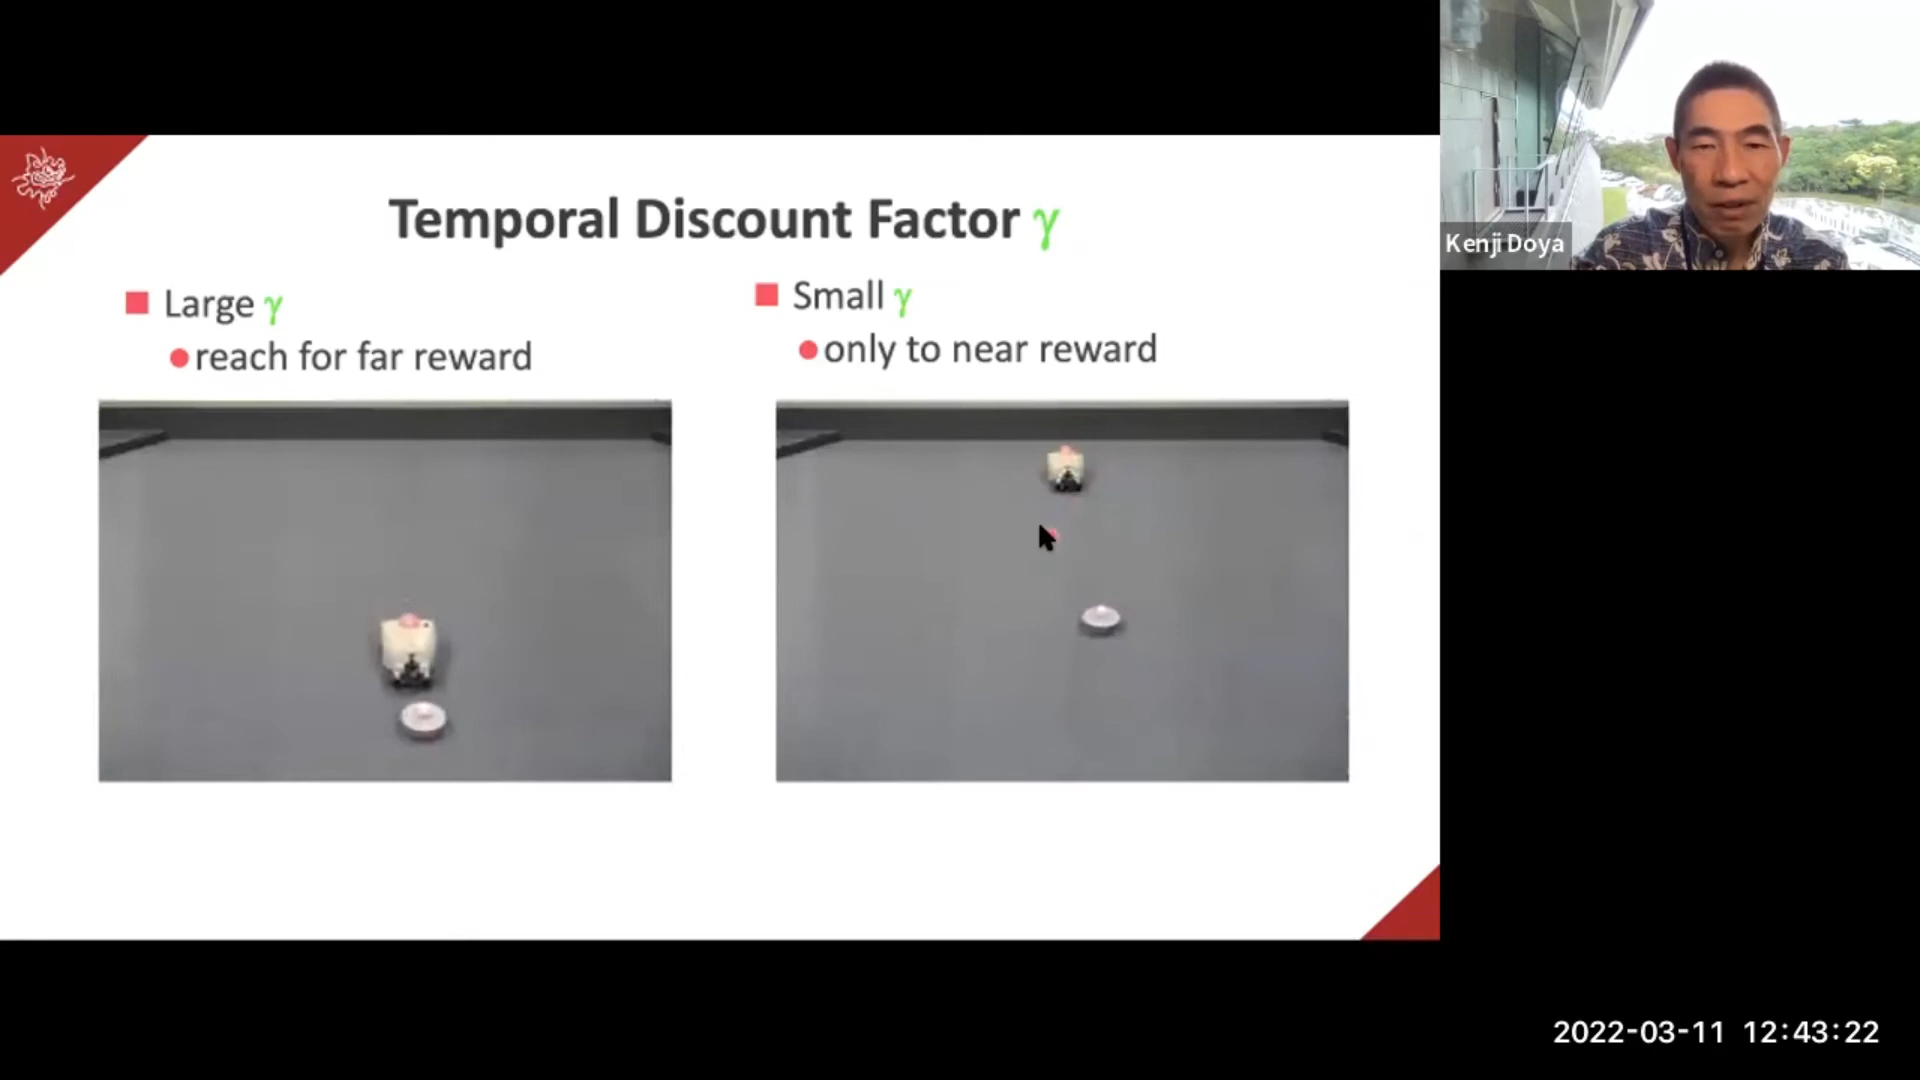 Temporal Discount Factor γ
Large γ
reach for far reward
Small γ
only to near reward
Kenji Doya
2022-03-11 12:43:22